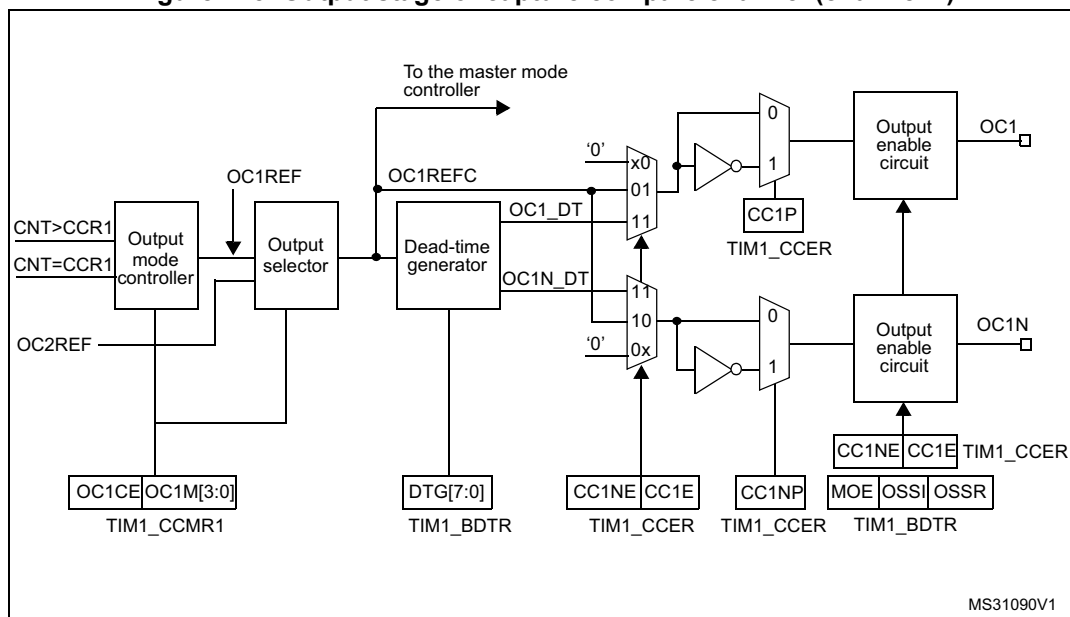 To the master mode
controller
OC1REF
OC1REFC
'0'
x0
01
11
0
1
CC1P
TIM1_CCER
Output
enable
circuit
OC1
CNT>CCR1
CNT=CCR1
Output
mode
controller
Output
selector
OC2REF
Dead-time
generator
OC1_DT
OC1N_DT
11
10
0x
'0'
0
1
Output
enable
circuit
OC1N
OC1CE OC1M[3:0]
TIM1_CCMR1
DTG[7:0]
TIM1_BDTR
CC1NE CC1E
TIM1_CCER
CC1NP
TIM1_CCER
CC1NE CC1E TIM1_CCER
MOE OSSI OSSR
TIM1_BDTR
MS31090V1